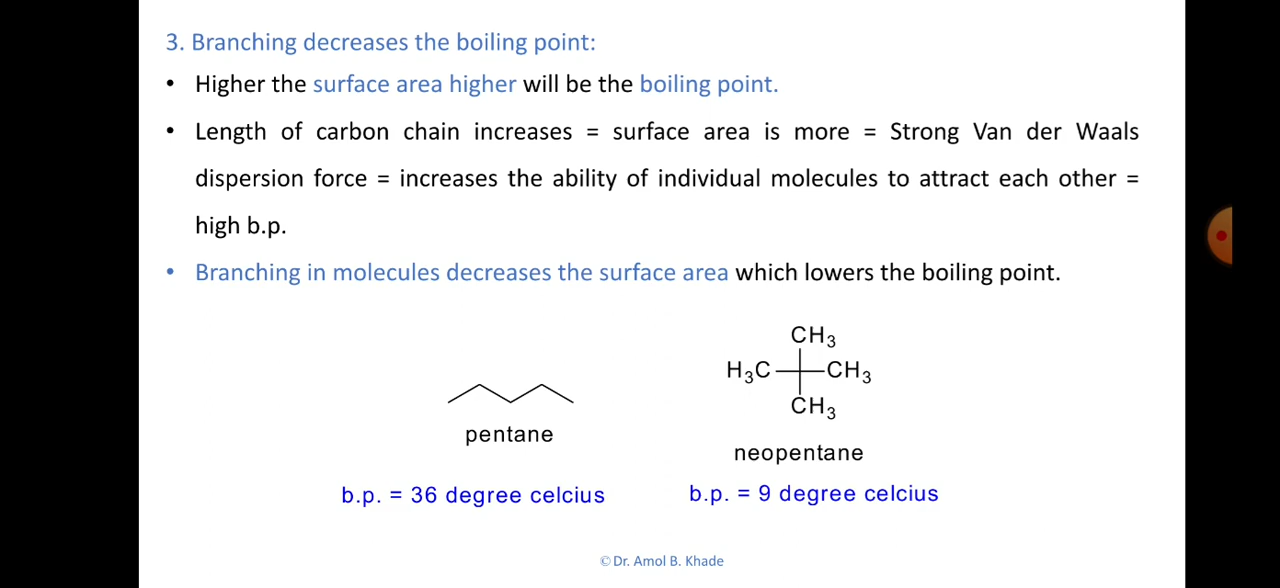 3. Branching decreases the boiling point:
• Higher the surface area higher will be the boiling point.
• Length of carbon chain increases = surface area is more = Strong Van der Waals
dispersion force = increases the ability of individual molecules to attract each other =
high b.p.
• Branching in molecules decreases the surface area which lowers the boiling point.
CH3
H3C CH3
CH3
pentane
neopentane
b.p. = 36 degree celcius
b.p. = 9 degree celcius
© Dr. Amol B. Khade